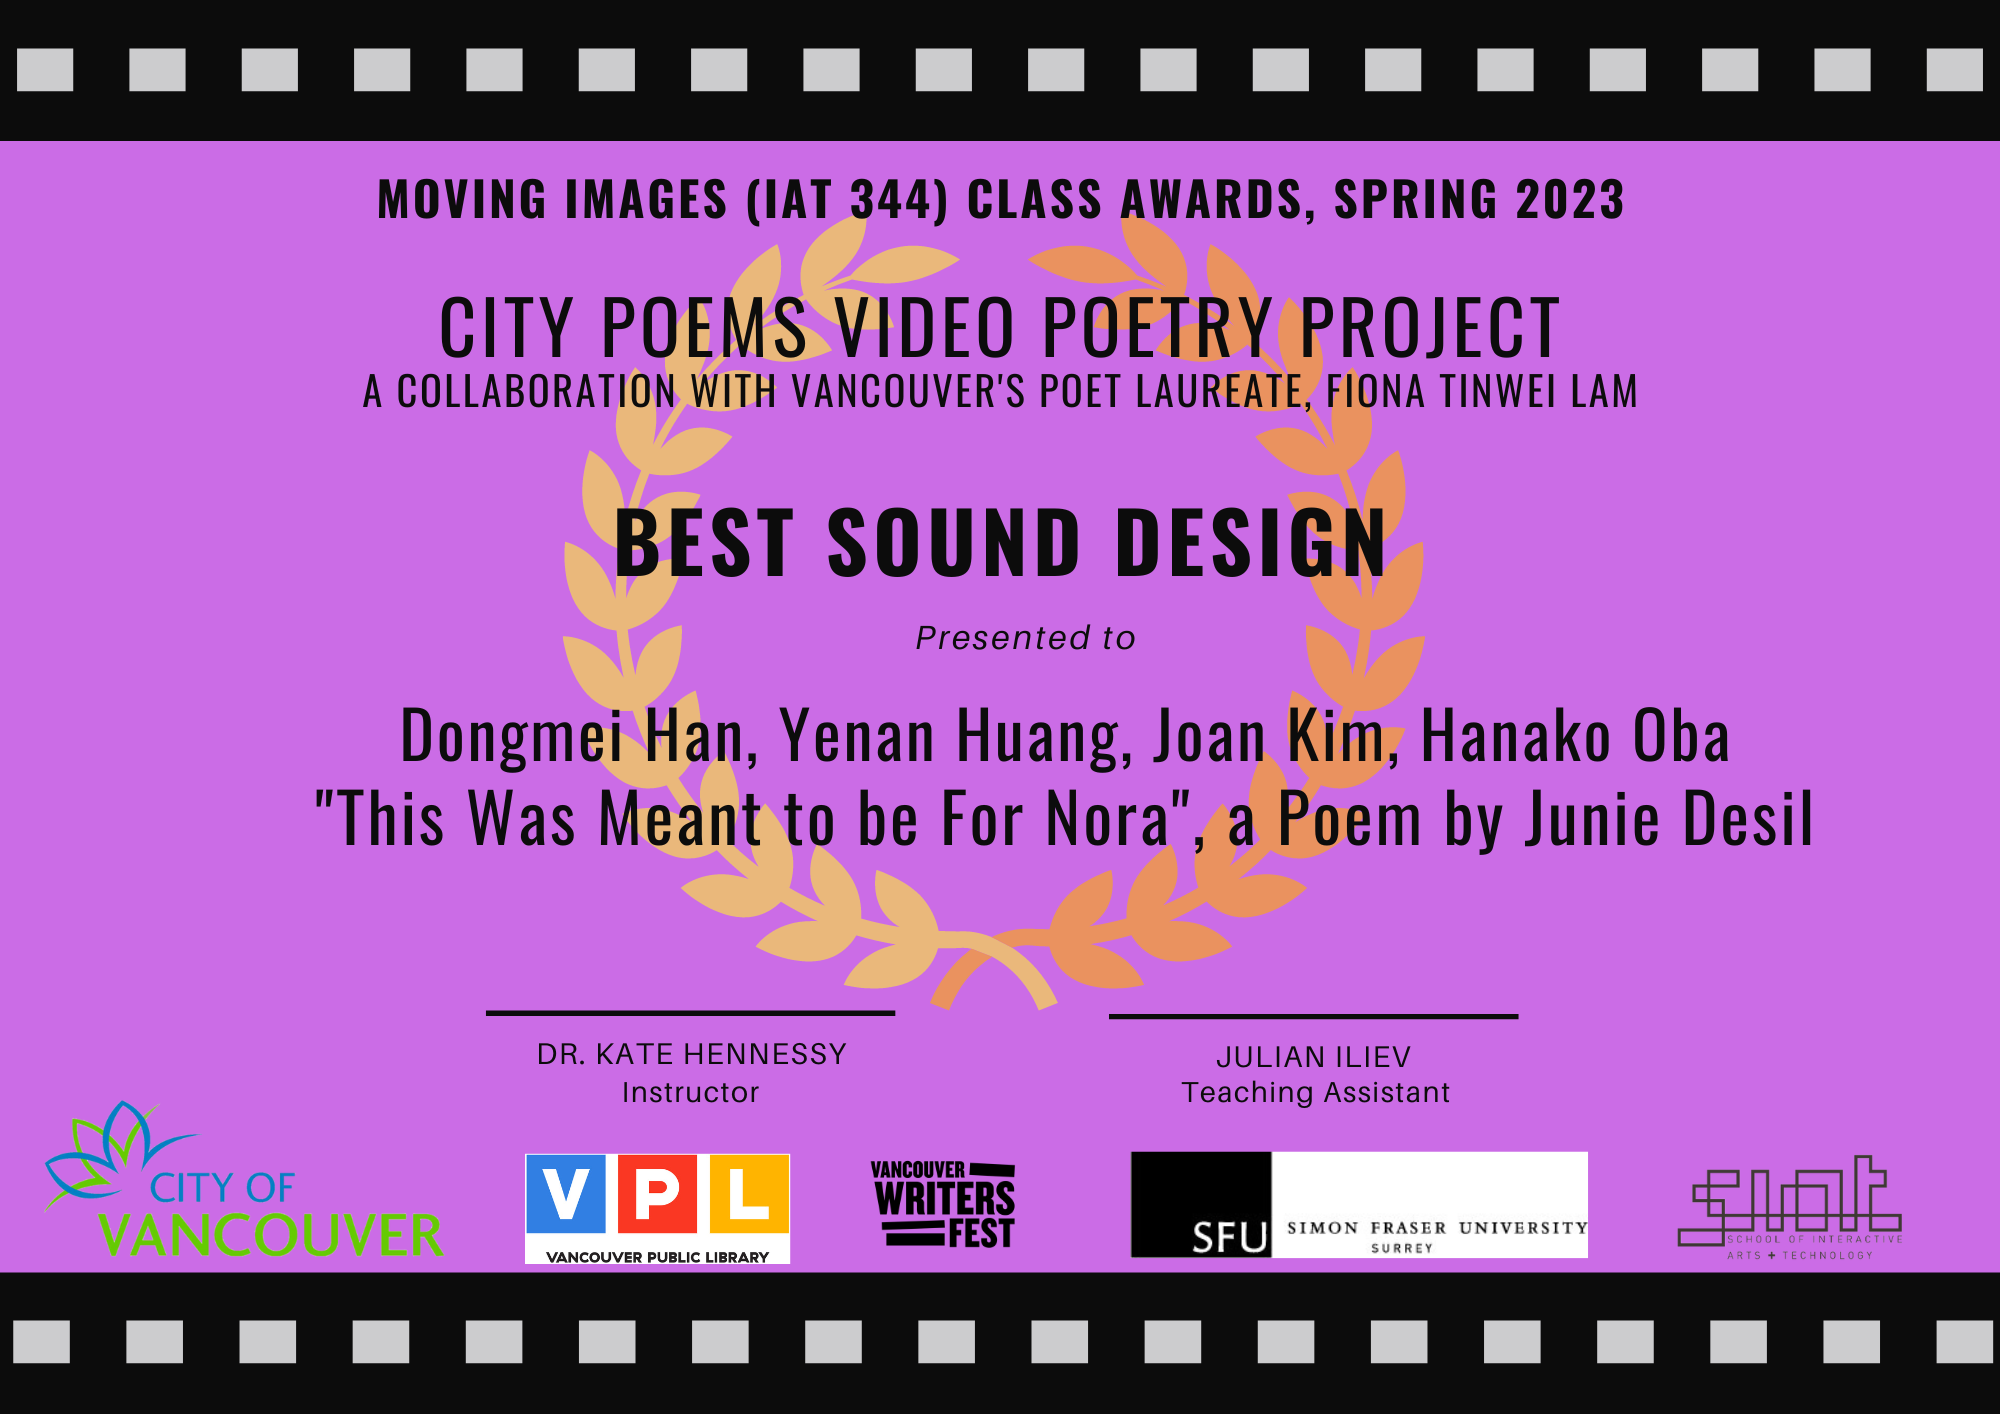 MOVING IMAGES (IAT 344) CLASS AWARDS, SPRING 2023
CITY POEMS VIDEO POETRY PROJECT
A COLLABORATION WITH VANCOUVER'S POET LAUREATE, FIONA TINWEI LAM
BEST SOUND DESIGN
Presented to
Dongmei Han, Yenan Huang, Joan Kim, Hanako Oba
"This Was Meant to be For Nora", a Poem by Junie Desil
DR. KATE HENNESSY
Instructor
JULIAN ILIEV
Teaching Assistant
CITY OF
VANCOUVER
VPL
VANCOUVER PUBLIC LIBRARY
VANCOUVER
WRITERS
FEST
SFU
SIMON FRASER UNIVERSITY
SURREY
siat
SCHOOL OF INTERACTIVE
ARTS + TECHNOLOGY